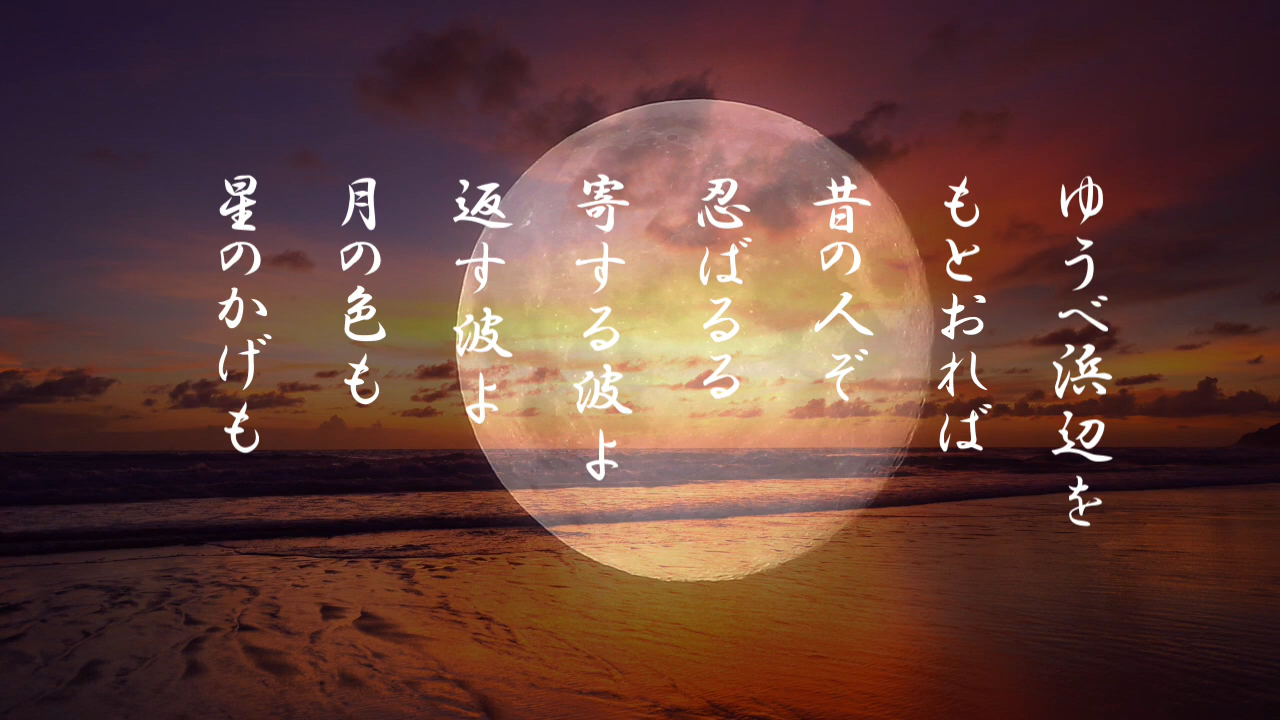 ゆうべ浜辺を
もとおれば
昔の人ぞ
忍ばるる
寄する波よ
返す波よ
月の色も
星のかげも